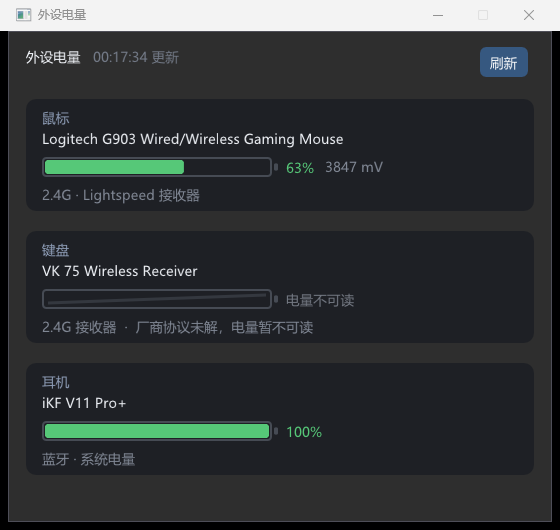 外设电量
外设电量 00:17:34 更新
刷新
鼠标
Logitech G903 Wired/Wireless Gaming Mouse
63% 3847 mV
2.4G · Lightspeed 接收器
键盘
VK 75 Wireless Receiver
电量不可读
2.4G 接收器 · 厂商协议未解，电量暂不可读
耳机
iKF V11 Pro+
100%
蓝牙 · 系统电量